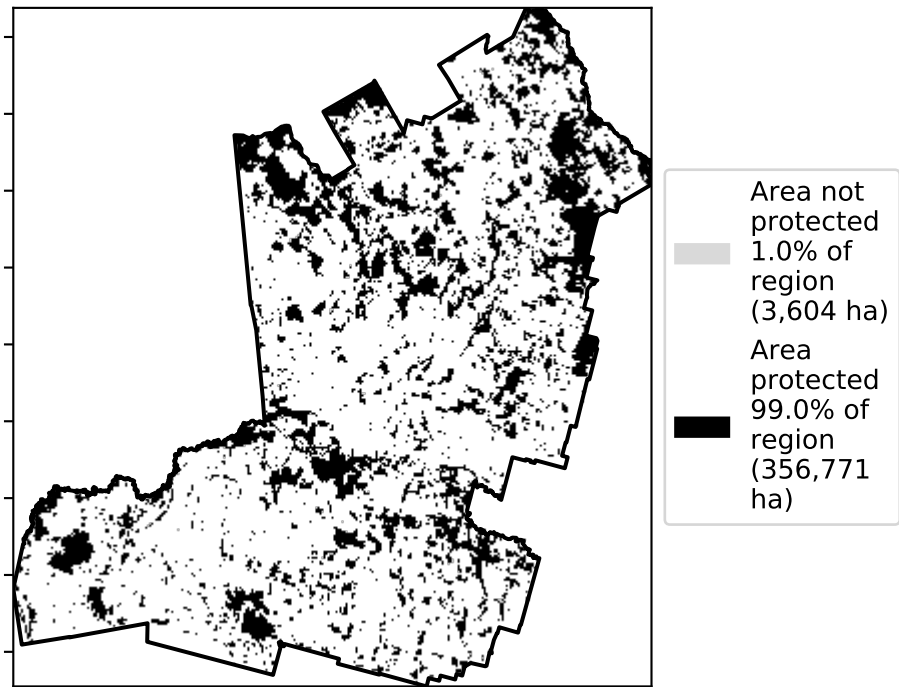 Area not
protected
1.0% of
region
(3,604 ha)
Area
protected
99.0% of
region
(356,771
ha)